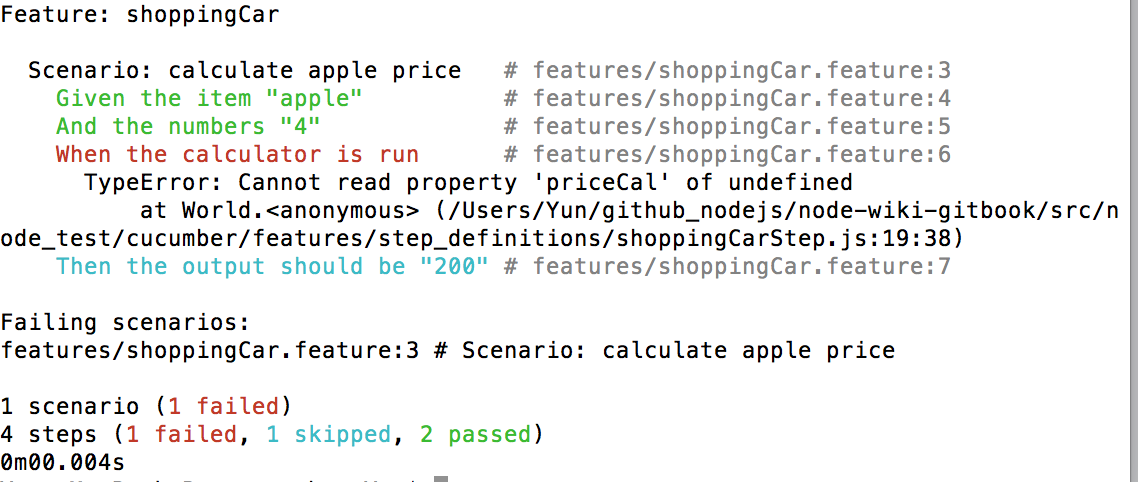 Feature: shoppingCar
Scenario: calculate apple price # features/shoppingCar.feature:3
Given the item "apple" # features/shoppingCar.feature:4
And the numbers "4" # features/shoppingCar.feature:5
When the calculator is run # features/shoppingCar.feature:6
TypeError: Cannot read property 'priceCal' of undefined
at World.<anonymous> (/Users/Yun/github_nodejs/node-wiki-gitbook/src/n
ode_test/cucumber/features/step_definitions/shoppingCarStep.js:19:38)
Then the output should be "200" # features/shoppingCar.feature:7
Failing scenarios:
features/shoppingCar.feature:3 # Scenario: calculate apple price
1 scenario (1 failed)
4 steps (1 failed, 1 skipped, 2 passed)
0m00.004s